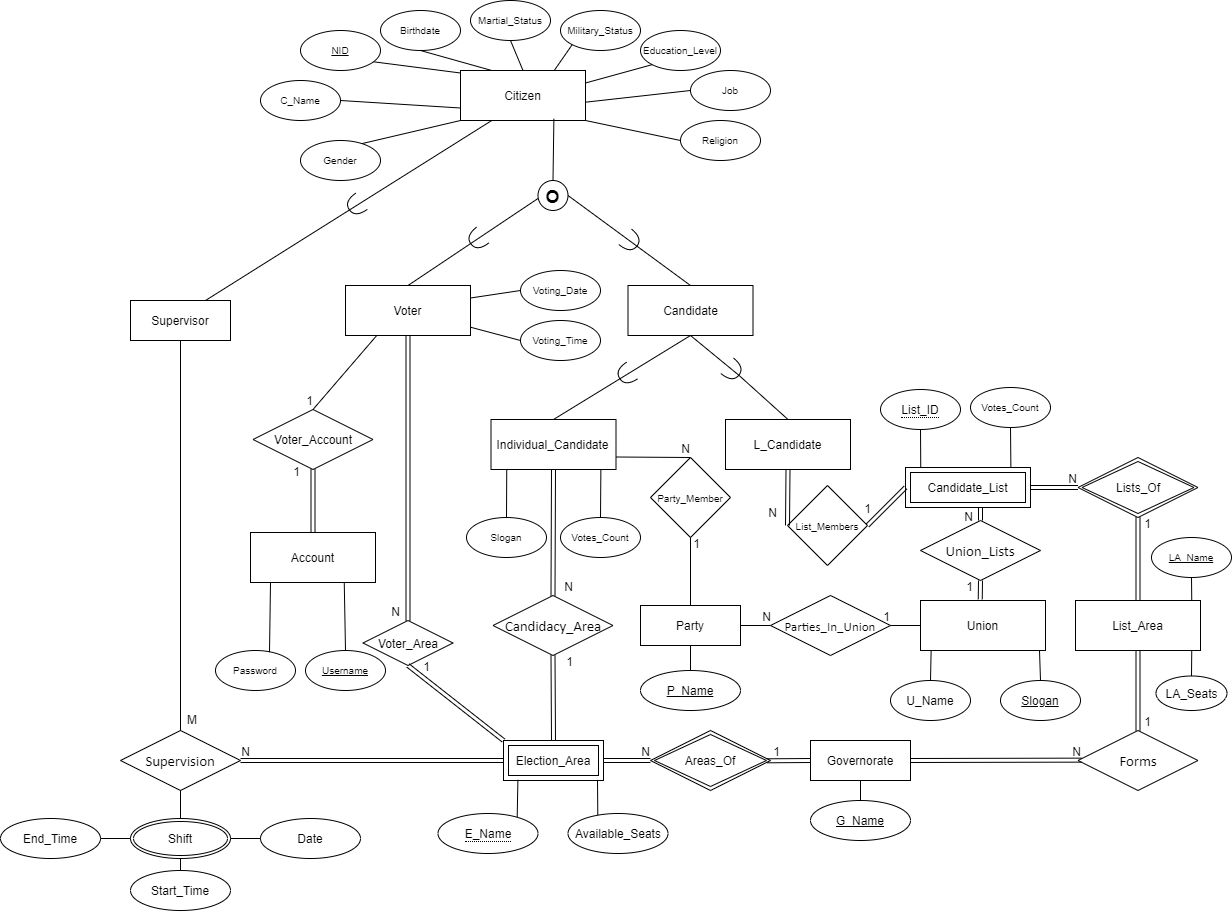 Martial_Status
Birthdate
Military_Status
NID
Education_Level
Citizen
Job
C_Name
Religion
Gender
O
Voting_Date
Supervisor
Voter
Candidate
Voting_Time
1
List_ID
Votes_Count
Voter_Account
Individual_Candidate
L_Candidate
N
1
Candidate_List
N
Lists_Of
Party_Member
N
List_Members
1
N
1
Slogan
Votes_Count
1
Union_Lists
Account
LA_Name
N
1
N
Voter_Area
Candidacy_Area
Party
N
Parties_In_Union
1
Union
List_Area
1
1
Password
Username
P_Name
U_Name
Slogan
LA_Seats
M
1
Supervision
N
Election_Area
N
Areas_Of
1
Governorate
N
Forms
E_Name
Available_Seats
G_Name
End_Time
Shift
Date
Start_Time